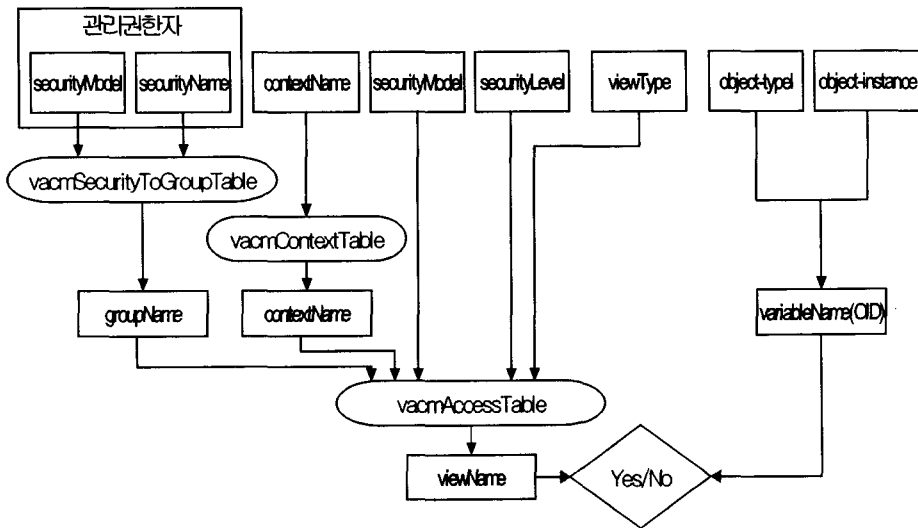 관리권한자
securityModel
securityName
contextName
securityModel
securityLevel
viewType
object-typel
object-instance
vacmSecurityToGroupTable
vacmContextTable
groupName
contextName
variableName(OID)
vacmAccessTable
viewName
Yes/No